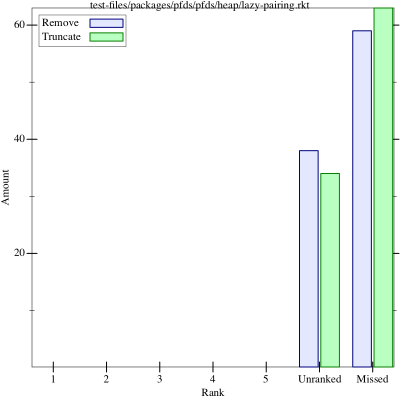 test-files/packages/pfds/pfds/heap/lazy-pairing.rkt
Remove
Truncate
60
40
20
Amount
1 2 3 4 5 Unranked Missed
Rank